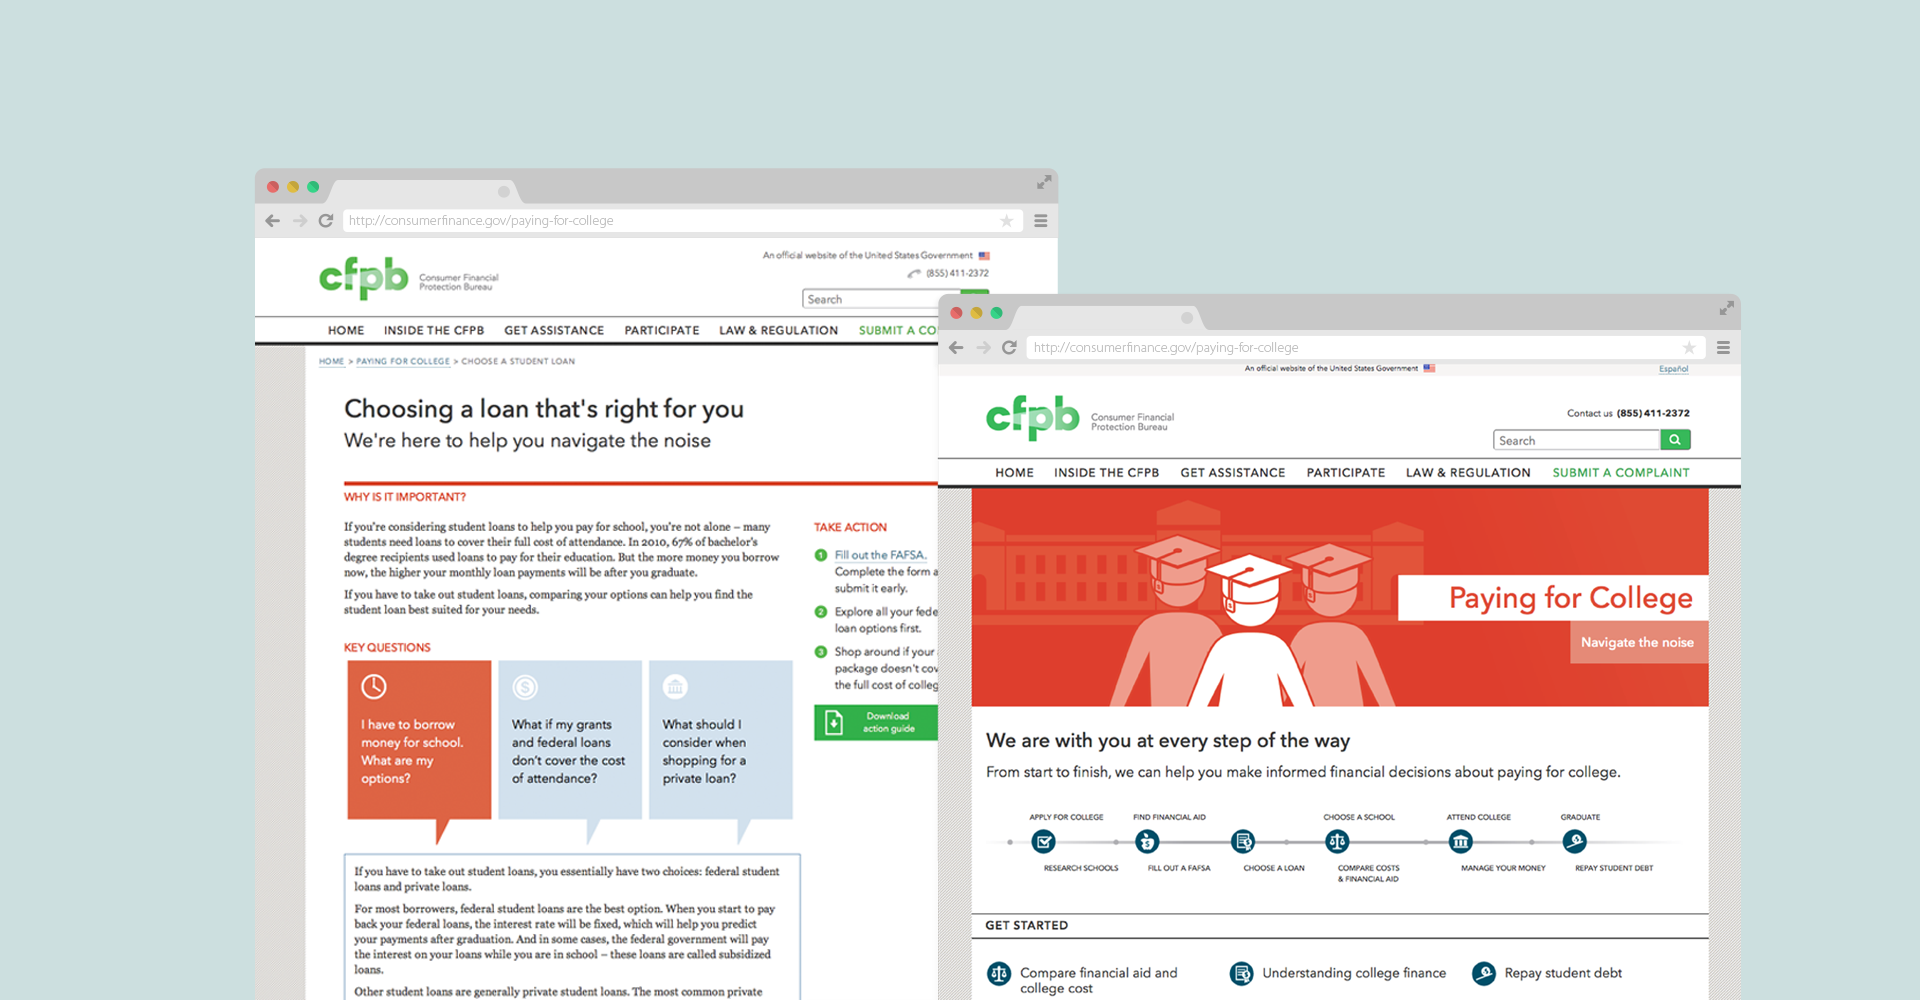 http://consumerfinance.gov/paying-for-college
An official website of the United States Government
(855) 411-2372
cfpb
Consumer Financial
Protection Bureau
Search
HOME INSIDE THE CFPB GET ASSISTANCE PARTICIPATE LAW & REGULATION SUBMIT A CO
HOME > PAYING FOR COLLEGE > CHOOSE A STUDENT LOAN
Choosing a loan that's right for you
We're here to help you navigate the noise
WHY IS IT IMPORTANT?
If you're considering student loans to help you pay for school, you're not alone – many
students need loans to cover their full cost of attendance. In 2010, 67% of bachelor's
degree recipients used loans to pay for their education. But the more money you borrow
now, the higher your monthly loan payments will be after you graduate.
If you have to take out student loans, comparing your options can help you find the
student loan best suited for your needs.
TAKE ACTION
1 Fill out the FAFSA.
Complete the form a
submit it early.
2 Explore all your fede
loan options first.
3 Shop around if your
package doesn't cov
the full cost of colleg
Download
action guide
KEY QUESTIONS
I have to borrow
money for school.
What are my
options?
What if my grants
and federal loans
don't cover the cost
of attendance?
What should I
consider when
shopping for a
private loan?
If you have to take out student loans, you essentially have two choices: federal student
loans and private loans.
For most borrowers, federal student loans are the best option. When you start to pay
back your federal loans, the interest rate will be fixed, which will help you predict
your payments after graduation. And in some cases, the federal government will pay
the interest on your loans while you are in school – these loans are called subsidized
loans.
Other student loans are generally private student loans. The most common private
http://consumerfinance.gov/paying-for-college
An official website of the United States Government
Español
cfpb
Consumer Financial
Protection Bureau
Contact us (855) 411-2372
Search
HOME INSIDE THE CFPB GET ASSISTANCE PARTICIPATE LAW & REGULATION SUBMIT A COMPLAINT
Paying for College
Navigate the noise
We are with you at every step of the way
From start to finish, we can help you make informed financial decisions about paying for college.
APPLY FOR COLLEGE FIND FINANCIAL AID CHOOSE A SCHOOL ATTEND COLLEGE GRADUATE
RESEARCH SCHOOLS FILL OUT A FAFSA CHOOSE A LOAN COMPARE COSTS MANAGE YOUR MONEY REPAY STUDENT DEBT
& FINANCIAL AID
GET STARTED
Compare financial aid and
college cost
Understanding college finance
Repay student debt